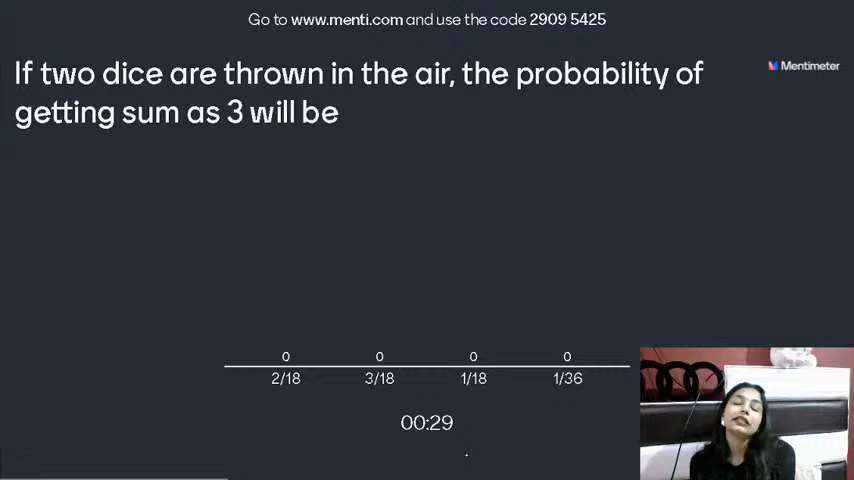 Go to www.menti.com and use the code 2909 5425
If two dice are thrown in the air, the probability of
getting sum as 3 will be
Mentimeter
0 0 0 0
2/18 3/18 1/18 1/36
00:29